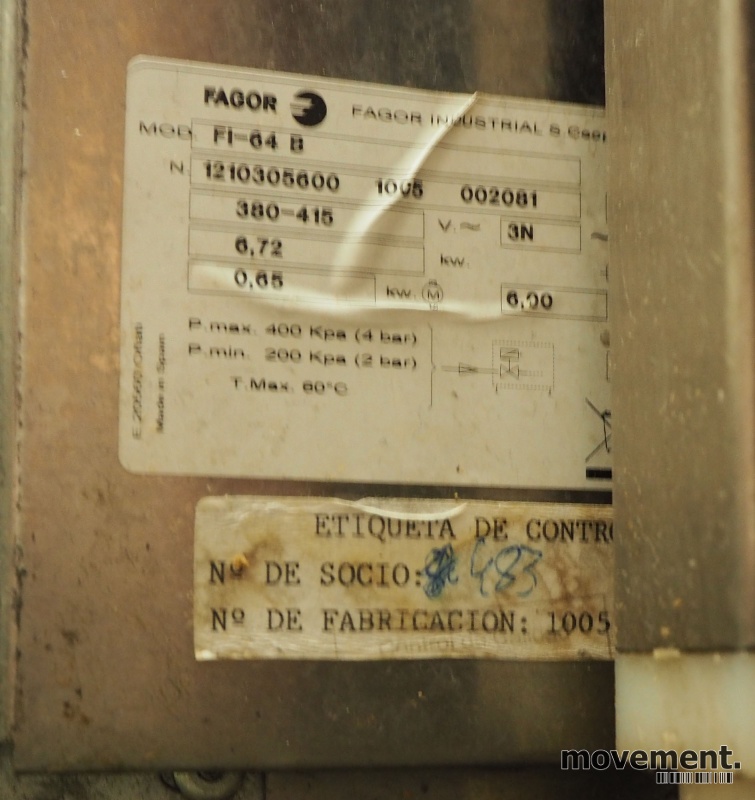 FAGOR FAGOR INDUSTRIAL S Coop
MOD. FI-64 B
N 1210305600 1005 002081
380-415 V. ~ 3N ~
6,72 kw.
0,65 kw. M 6,00
P.max. 400 Kpa (4 bar)
P.min. 200 Kpa (2 bar)
T.Max. 60°C
Made in Spain
ETIQUETA DE CONTRO
Nº DE SOCIO: 483
Nº DE FABRICACION: 1005
movement.